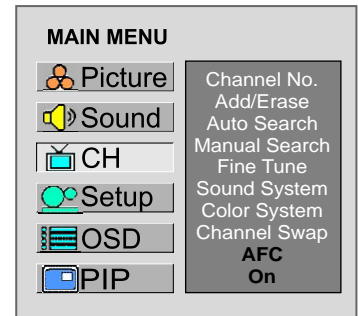 MAIN MENU
Picture
Sound
CH
Setup
OSD
PIP
Channel No.
Add/Erase
Auto Search
Manual Search
Fine Tune
Sound System
Color System
Channel Swap
AFC
On